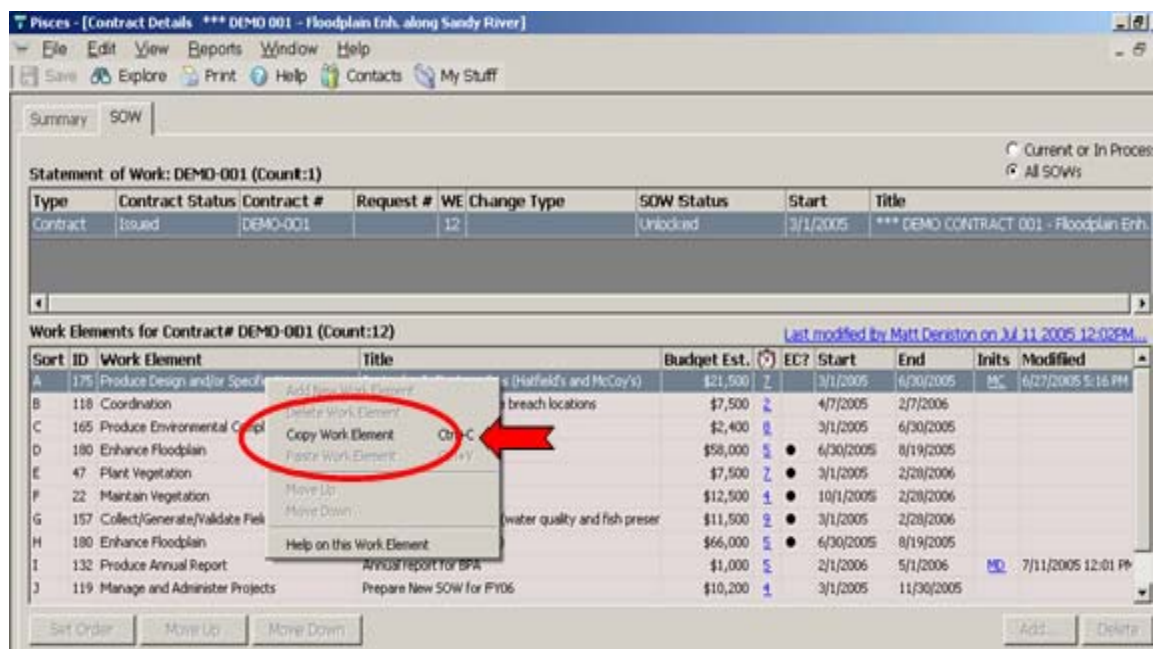 Pisces - [Contract Details *** DEMO 001 - Floodplain Enh. along Sandy River]
File Edit View Reports Window Help
Save Explore Print Help Contacts My Stuff
Summary SOW
Current or In Proces
Statement of Work: DEMO-001 (Count:1) All SOWs
Type Contract Status Contract # Request # WE Change Type SOW Status Start Title
Contract Issued DEMO-001 12 Unlocked 3/1/2005 *** DEMO CONTRACT 001 - Floodplain Enh.
Work Elements for Contract# DEMO-001 (Count:12) Last modified by Matt Deniston on Jul 11 2005 12:02PM...
Sort ID Work Element Title Budget Est. EC? Start End Inits Modified
A 175 Produce Design and/or Specifi (Hatfield's and McCoy's) $21,500 7 3/1/2005 6/30/2005 MC 6/27/2005 5:16 PM
Add New Work Element
B 118 Coordination breach locations $7,500 2 4/7/2005 2/7/2006
Delete Work Element
C 165 Produce Environmental Compl $2,400 8 3/1/2005 6/30/2005
Copy Work Element Ctrl-C
D 180 Enhance Floodplain $58,000 5 ● 6/30/2005 8/19/2005
Paste Work Element Ctrl+V
E 47 Plant Vegetation $7,500 7 ● 3/1/2005 2/28/2006
Move Up
F 22 Maintain Vegetation $12,500 4 ● 10/1/2005 2/28/2006
Move Down
G 157 Collect/Generate/Validate Fiel (water quality and fish preser $11,500 9 ● 3/1/2005 2/28/2006
H 180 Enhance Floodplain $66,000 5 ● 6/30/2005 8/19/2005
Help on this Work Element
I 132 Produce Annual Report Annual report for BPA $1,000 5 2/1/2006 5/1/2006 MD 7/11/2005 12:01 PM
J 119 Manage and Administer Projects Prepare New SOW for FY06 $10,200 4 3/1/2005 11/30/2005
Set Order Move Up Move Down Add... Delete